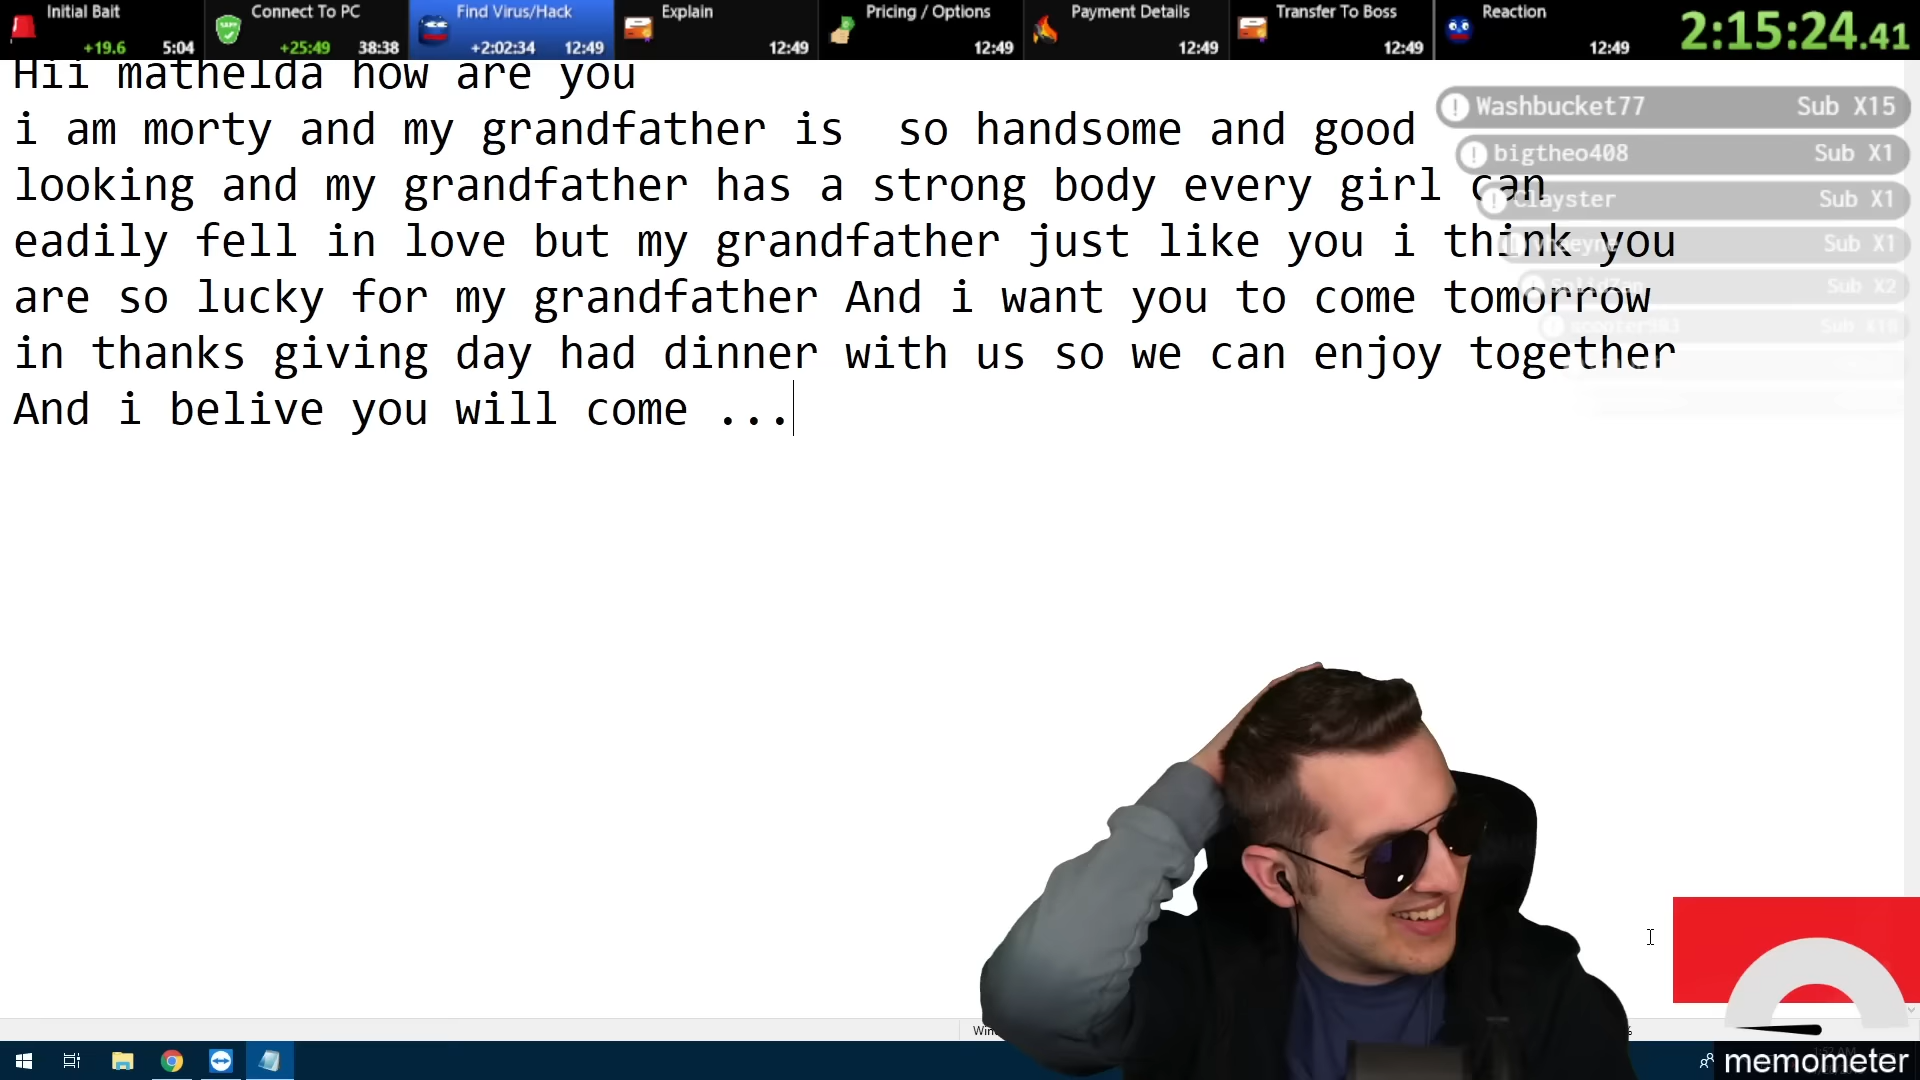 Initial Bait
+19.6 5:04
Connect To PC
+25:49 38:38
Find Virus/Hack
+2:02:34 12:49
Explain
12:49
Pricing / Options
12:49
Payment Details
12:49
Transfer To Boss
12:49
Reaction
12:49
2:15:24.41
Hii mathelda how are you
i am morty and my grandfather is  so handsome and good
looking and my grandfather has a strong body every girl can
eadily fell in love but my grandfather just like you i think you
are so lucky for my grandfather And i want you to come tomorrow
in thanks giving day had dinner with us so we can enjoy together
And i belive you will come ...
Washbucket77 Sub X15
bigtheo408 Sub X1
Clayster Sub X1
Sub X1
Sub X2
memometer